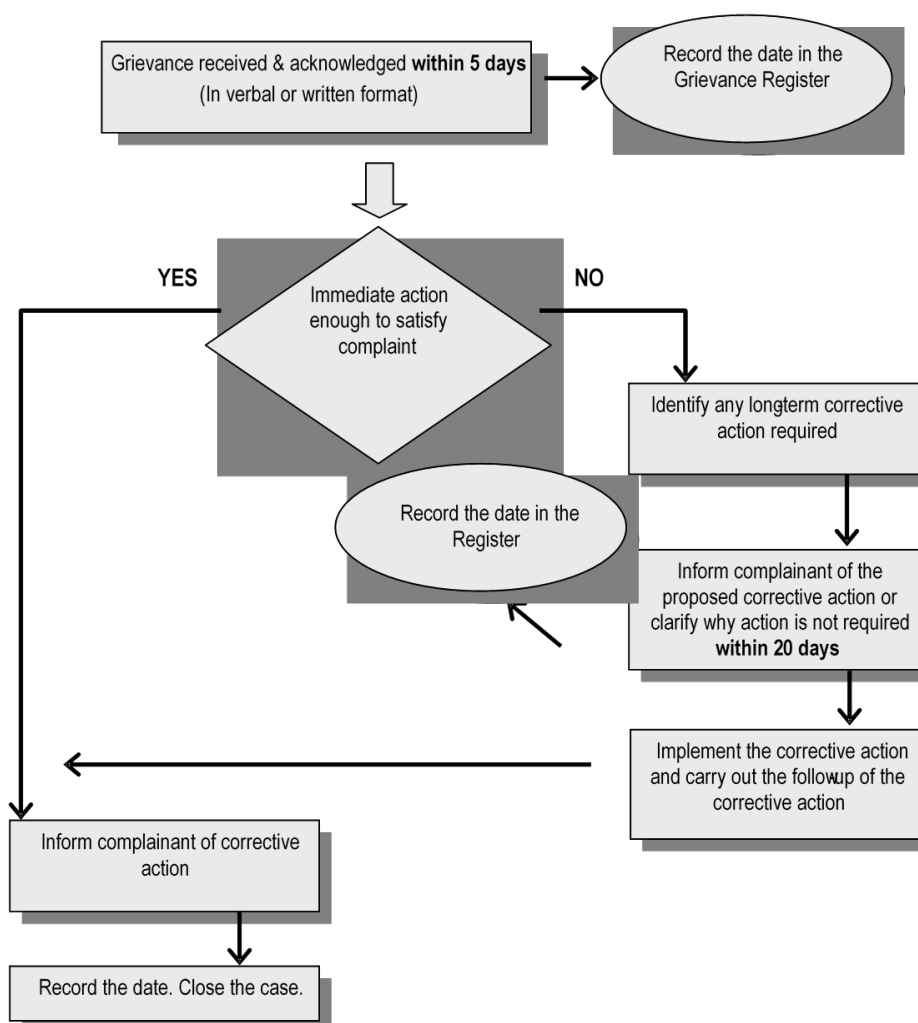 Grievance received & acknowledged within 5 days
(In verbal or written format)
Record the date in the
Grievance Register
YES
NO
Immediate action
enough to satisfy
complaint
Identify any longterm corrective
action required
Record the date in the
Register
Inform complainant of the
proposed corrective action or
clarify why action is not required
within 20 days
Implement the corrective action
and carry out the followup of the
corrective action
Inform complainant of corrective
action
Record the date. Close the case.